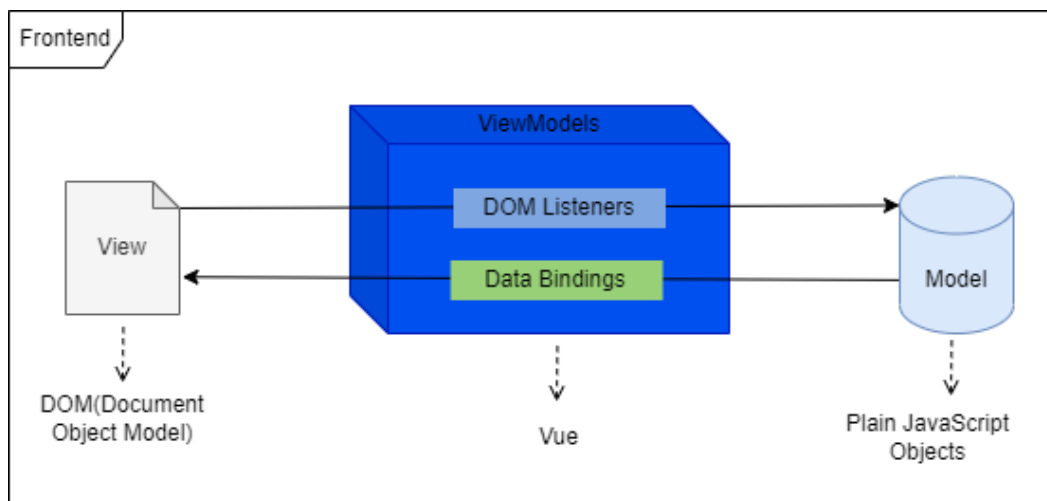 Frontend
ViewModels
DOM Listeners
View
Data Bindings
Model
DOM(Document
Object Model)
Vue
Plain JavaScript
Objects